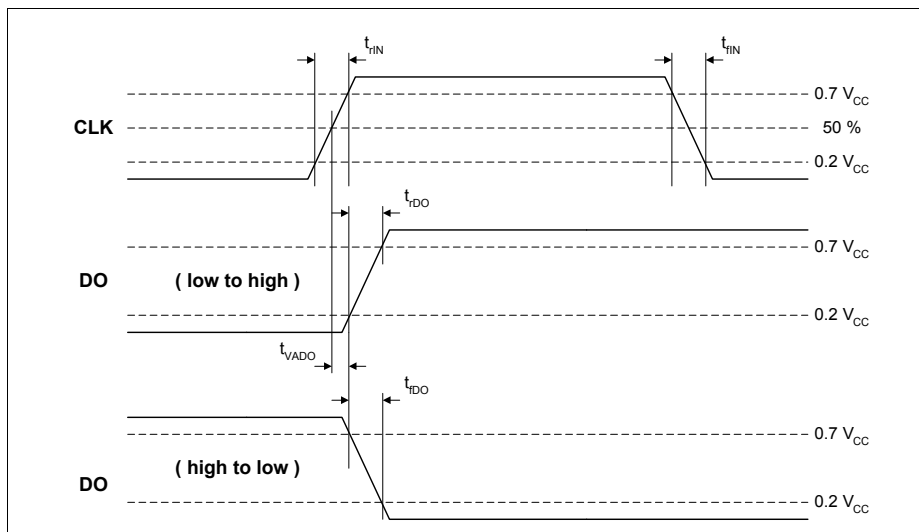 t_rIN
t_fIN
0.7 V_CC
CLK
50 %
0.2 V_CC
t_rDO
0.7 V_CC
DO ( low to high )
0.2 V_CC
t_VADO
t_fDO
0.7 V_CC
( high to low )
DO
0.2 V_CC